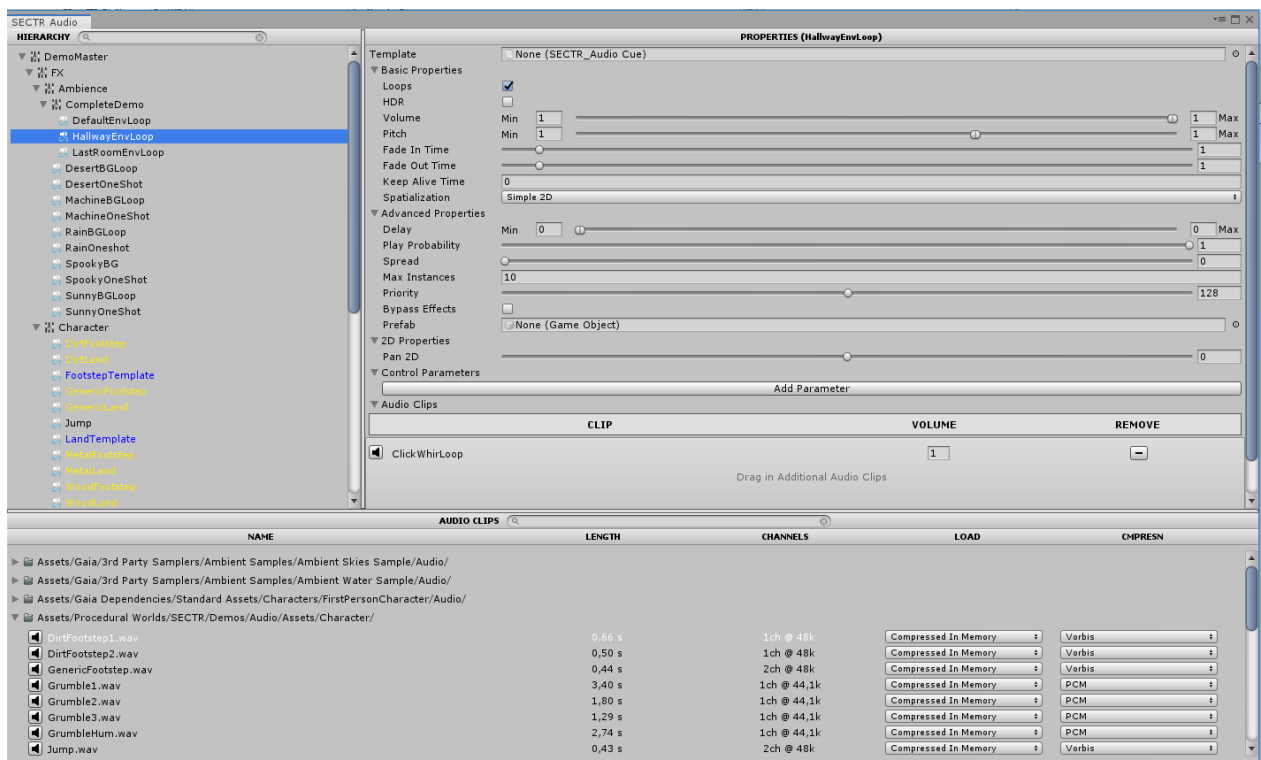 SECTR Audio
HIERARCHY
DemoMaster
FX
Ambience
CompleteDemo
DefaultEnvLoop
HallwayEnvLoop
LastRoomEnvLoop
DesertBGLoop
DesertOneShot
MachineBGLoop
MachineOneShot
RainBGLoop
RainOneshot
SpookyBG
SpookyOneShot
SunnyBGLoop
SunnyOneShot
Character
DirtFootstep
DirtLand
FootstepTemplate
GenericFootstep
GenericLand
Jump
LandTemplate
MetalFootstep
MetalLand
WoodFootstep
WoodLand
PROPERTIES (HallwayEnvLoop)
Template None (SECTR_Audio Cue)
Basic Properties
Loops
HDR
Volume Min 1 1 Max
Pitch Min 1 1 Max
Fade In Time 1
Fade Out Time 1
Keep Alive Time 0
Spatialization Simple 2D
Advanced Properties
Delay Min 0 0 Max
Play Probability 1
Spread 0
Max Instances 10
Priority 128
Bypass Effects
Prefab None (Game Object)
2D Properties
Pan 2D 0
Control Parameters
Add Parameter
Audio Clips
CLIP VOLUME REMOVE
ClickWhirLoop 1
Drag in Additional Audio Clips
AUDIO CLIPS
NAME LENGTH CHANNELS LOAD CMPRESN
Assets/Gaia/3rd Party Samplers/Ambient Samples/Ambient Skies Sample/Audio/
Assets/Gaia/3rd Party Samplers/Ambient Samples/Ambient Water Sample/Audio/
Assets/Gaia Dependencies/Standard Assets/Characters/FirstPersonCharacter/Audio/
Assets/Procedural Worlds/SECTR/Demos/Audio/Assets/Character/
DirtFootstep1.wav 0,66 s 1ch @ 48k Compressed In Memory Vorbis
DirtFootstep2.wav 0,50 s 1ch @ 48k Compressed In Memory Vorbis
GenericFootstep.wav 0,44 s 2ch @ 48k Compressed In Memory Vorbis
Grumble1.wav 3,40 s 1ch @ 44,1k Compressed In Memory PCM
Grumble2.wav 1,80 s 1ch @ 44,1k Compressed In Memory PCM
Grumble3.wav 1,29 s 1ch @ 44,1k Compressed In Memory PCM
GrumbleHum.wav 2,74 s 1ch @ 44,1k Compressed In Memory PCM
Jump.wav 0,43 s 2ch @ 48k Compressed In Memory Vorbis